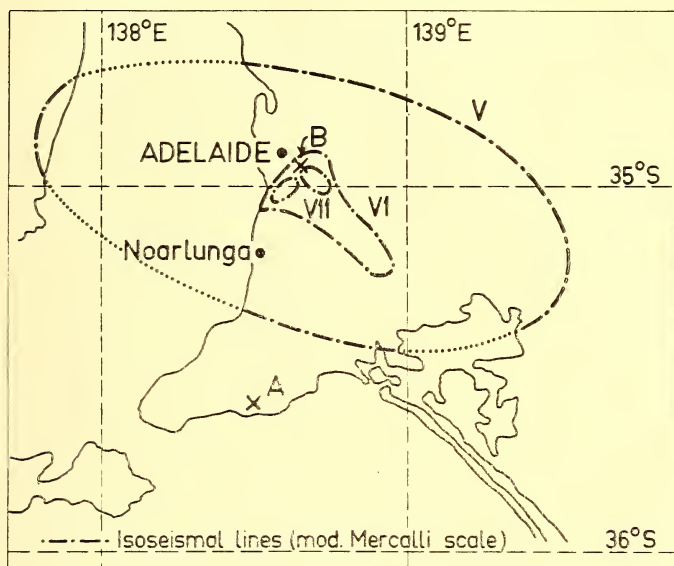 138°E
139°E
V
B
ADELAIDE
35°S
VII
VI
Noarlunga
A
36°S
Isoseismal lines (mod. Mercalli scale)